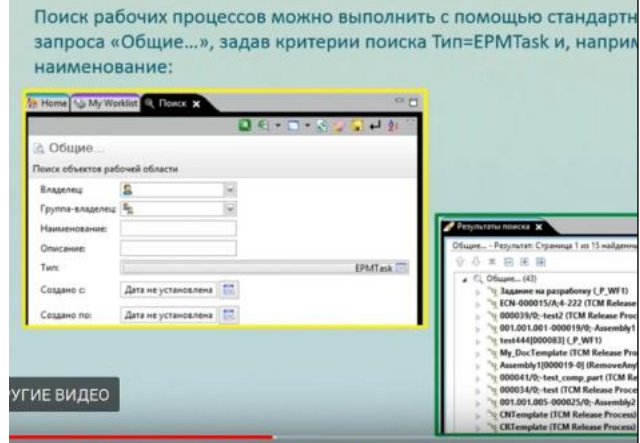 Поиск рабочих процессов можно выполнить с помощью стандартн
запроса «Общие...», задав критерии поиска Тип=EPMTask и, наприм
наименование:
Home My Worklist Поиск
Общие...
Поиск объектов рабочей области
Владелец:
Группа-владелец:
Наименование:
Описание:
Тип: EPMTask
Создано с: Дата не установлена
Создано по: Дата не установлена
Результаты поиска
Общие... - Результат: Страница 1 из 15 найденны
Общие... (43)
Задание на разработку (_P_WF1)
ECN-000015/A;4-222 (TCM Release Proc
000039/0;-test2 (TCM Release Proc
001.001.001-000019/0;-Assembly1
test444[000083] (_P_WF1)
My_DocTemplate (TCM Release Pro
Assembly1[000019-0] (RemoveAny
000041/0;-test_comp_part (TCM Re
000034/0;-test (TCM Release Proce
001.001.005-000025/0;-Assembly2
CNTemplate (TCM Release Process)
CRTemplate (TCM Release Process)
РУГИЕ ВИДЕО